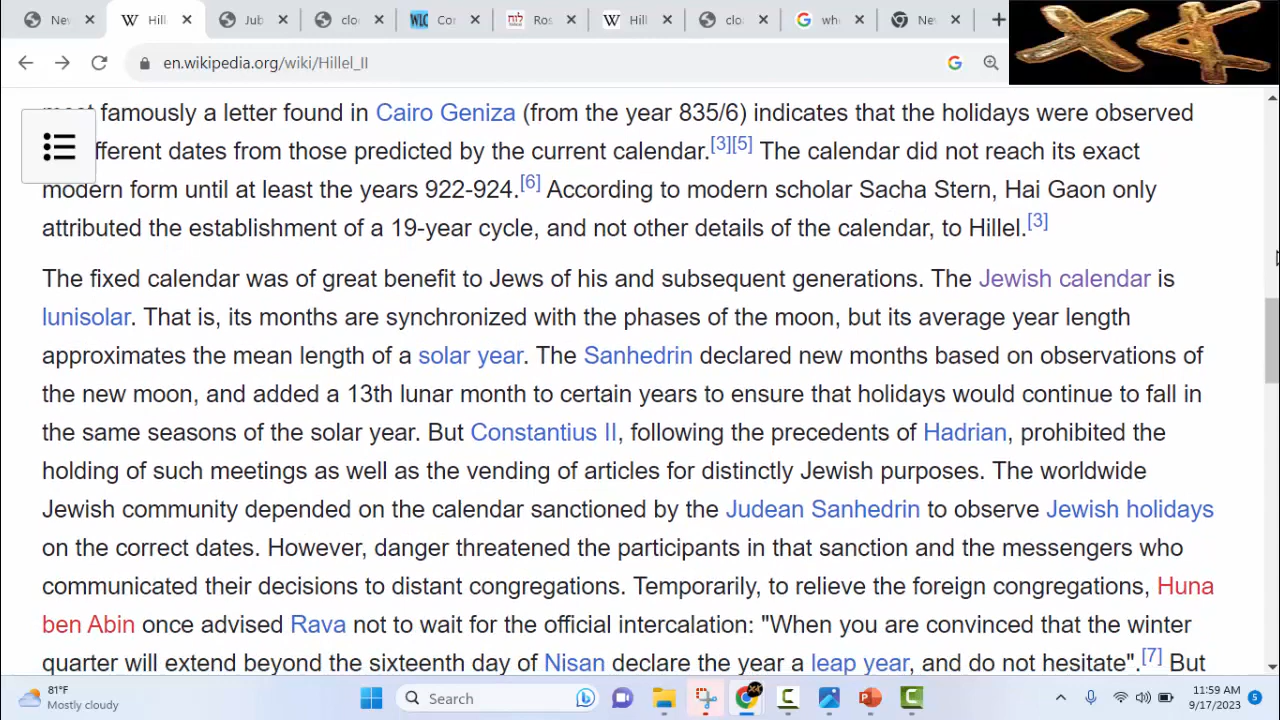 Nev
Hill
Jub
clo
Cor
Ros
Hill
clo
whe
Nev
X4
en.wikipedia.org/wiki/Hillel_II
most famously a letter found in Cairo Geniza (from the year 835/6) indicates that the holidays were observed
fferent dates from those predicted by the current calendar.[3][5] The calendar did not reach its exact
modern form until at least the years 922-924.[6] According to modern scholar Sacha Stern, Hai Gaon only
attributed the establishment of a 19-year cycle, and not other details of the calendar, to Hillel.[3]
The fixed calendar was of great benefit to Jews of his and subsequent generations. The Jewish calendar is
lunisolar. That is, its months are synchronized with the phases of the moon, but its average year length
approximates the mean length of a solar year. The Sanhedrin declared new months based on observations of
the new moon, and added a 13th lunar month to certain years to ensure that holidays would continue to fall in
the same seasons of the solar year. But Constantius II, following the precedents of Hadrian, prohibited the
holding of such meetings as well as the vending of articles for distinctly Jewish purposes. The worldwide
Jewish community depended on the calendar sanctioned by the Judean Sanhedrin to observe Jewish holidays
on the correct dates. However, danger threatened the participants in that sanction and the messengers who
communicated their decisions to distant congregations. Temporarily, to relieve the foreign congregations, Huna
ben Abin once advised Rava not to wait for the official intercalation: "When you are convinced that the winter
quarter will extend beyond the sixteenth day of Nisan declare the year a leap year, and do not hesitate".[7] But
81°F
Mostly cloudy
Search
11:59 AM
9/17/2023
5